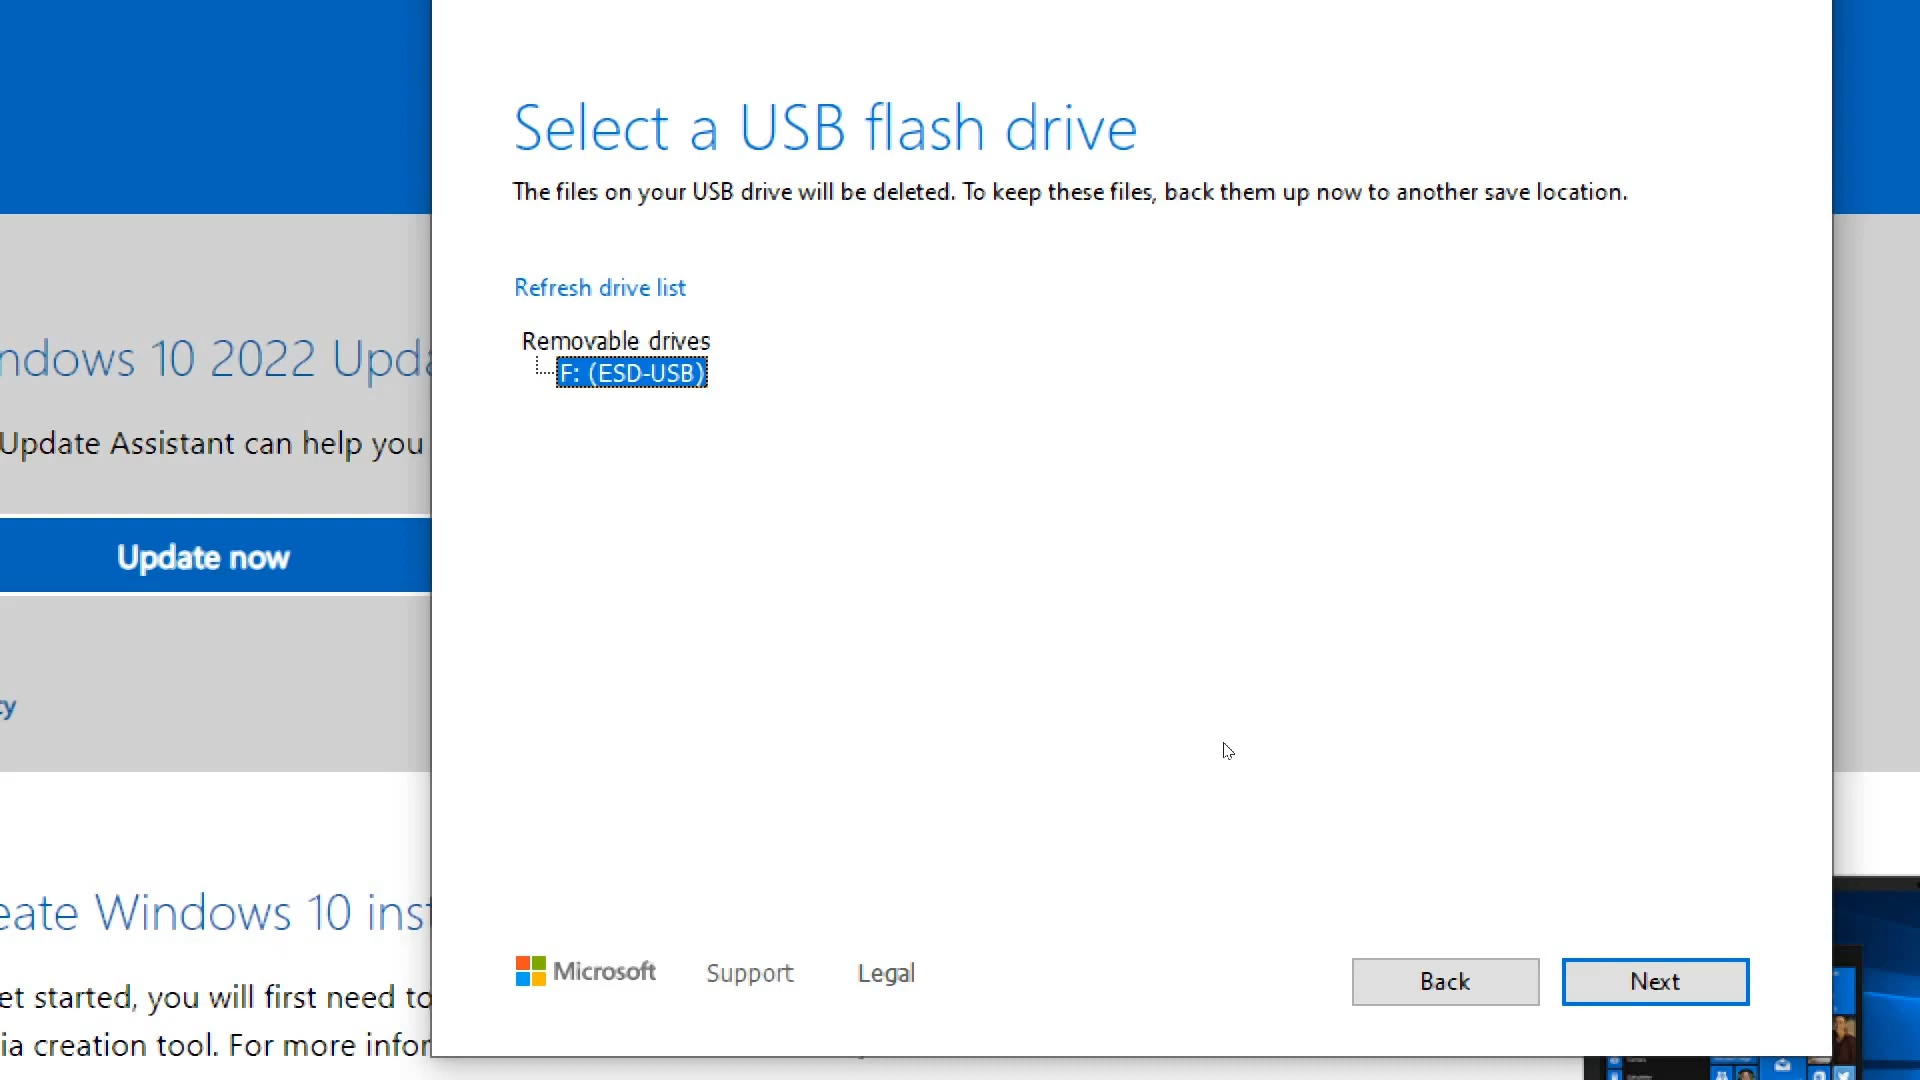 Select a USB flash drive
The files on your USB drive will be deleted. To keep these files, back them up now to another save location.
Refresh drive list
Removable drives
F: (ESD-USB)
ndows 10 2022 Upda
Update Assistant can help you
Update now
cy
eate Windows 10 inst
et started, you will first need to
ia creation tool. For more infor
Microsoft
Support
Legal
Back
Next